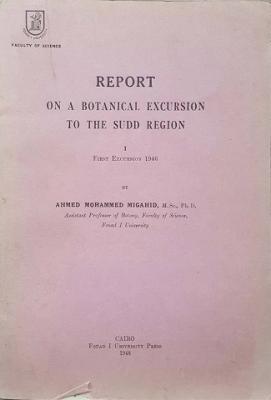 FACULTY OF SCIENCE
REPORT
ON A BOTANICAL EXCURSION
TO THE SUDD REGION
I
FIRST EXCURSION 1946
BY
AHMED MOHAMMED MIGAHID, M.Sc., Ph. D.
Assistant Professor of Botany, Faculty of Science,
Fouad I University
CAIRO
FOUAD I UNIVERSITY PRESS
1948